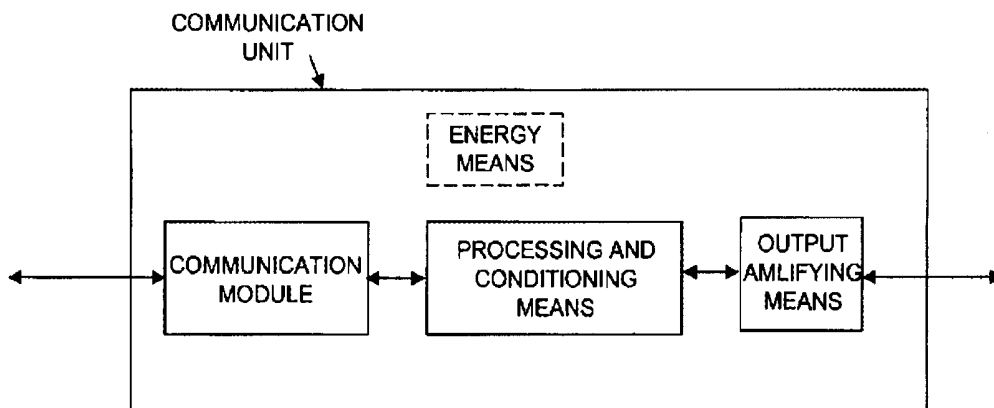 COMMUNICATION
UNIT
ENERGY
MEANS
COMMUNICATION
MODULE
PROCESSING AND
CONDITIONING
MEANS
OUTPUT
AMLIFYING
MEANS